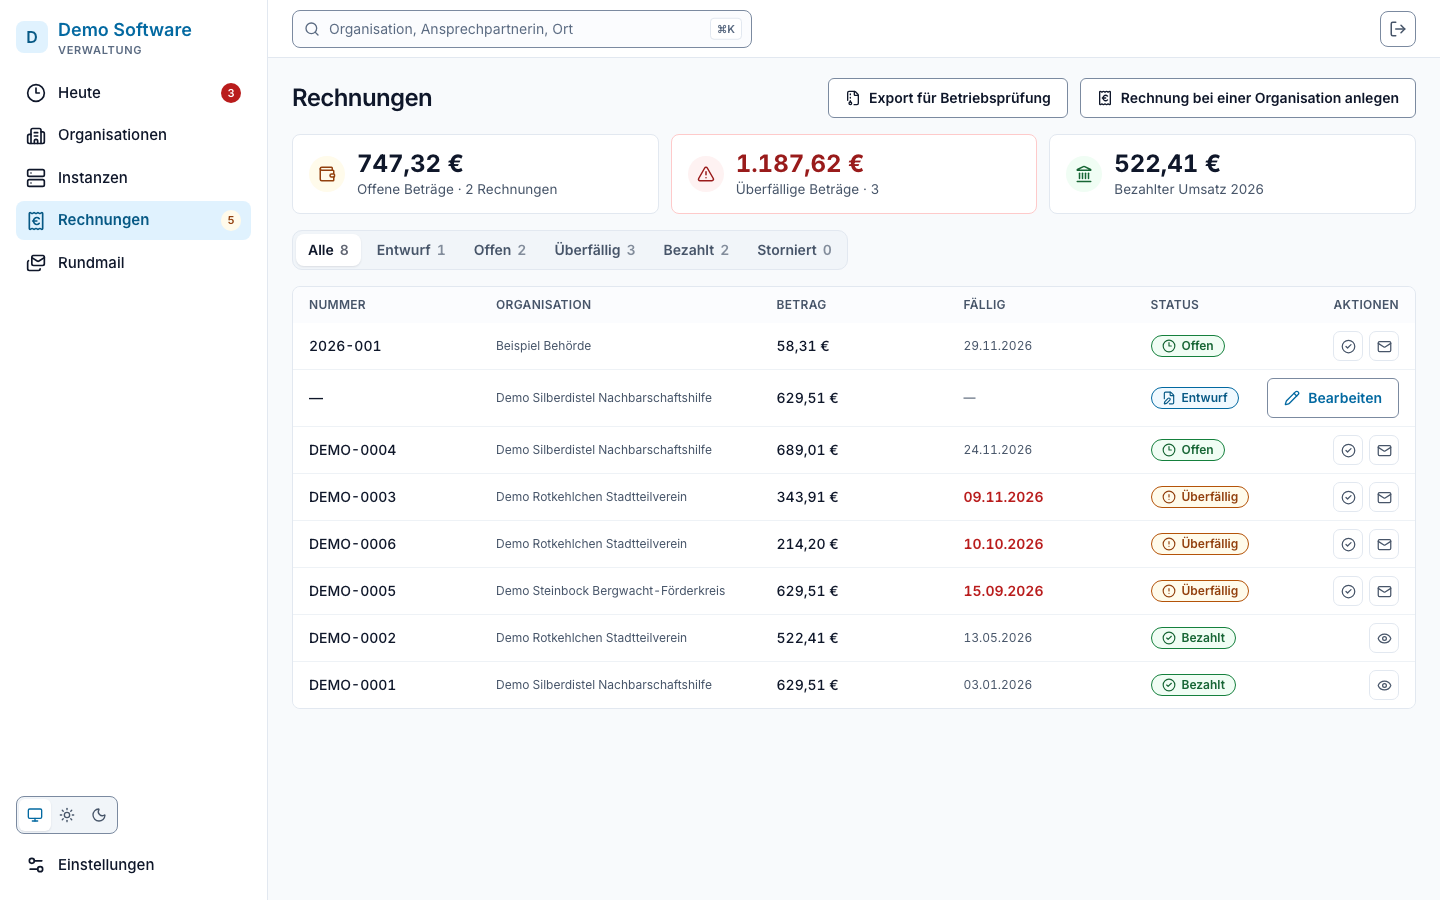 D
Demo Software
VERWALTUNG
Heute 3
Organisationen
Instanzen
Rechnungen 5
Rundmail
Einstellungen
Organisation, Ansprechpartnerin, Ort ⌘K
Rechnungen
Export für Betriebsprüfung
Rechnung bei einer Organisation anlegen
747,32 €
Offene Beträge · 2 Rechnungen
1.187,62 €
Überfällige Beträge · 3
522,41 €
Bezahlter Umsatz 2026
Alle 8 Entwurf 1 Offen 2 Überfällig 3 Bezahlt 2 Storniert 0
NUMMER ORGANISATION BETRAG FÄLLIG STATUS AKTIONEN
2026-001 Beispiel Behörde 58,31 € 29.11.2026 Offen
— Demo Silberdistel Nachbarschaftshilfe 629,51 € — Entwurf Bearbeiten
DEMO-0004 Demo Silberdistel Nachbarschaftshilfe 689,01 € 24.11.2026 Offen
DEMO-0003 Demo Rotkehlchen Stadtteilverein 343,91 € 09.11.2026 Überfällig
DEMO-0006 Demo Rotkehlchen Stadtteilverein 214,20 € 10.10.2026 Überfällig
DEMO-0005 Demo Steinbock Bergwacht-Förderkreis 629,51 € 15.09.2026 Überfällig
DEMO-0002 Demo Rotkehlchen Stadtteilverein 522,41 € 13.05.2026 Bezahlt
DEMO-0001 Demo Silberdistel Nachbarschaftshilfe 629,51 € 03.01.2026 Bezahlt